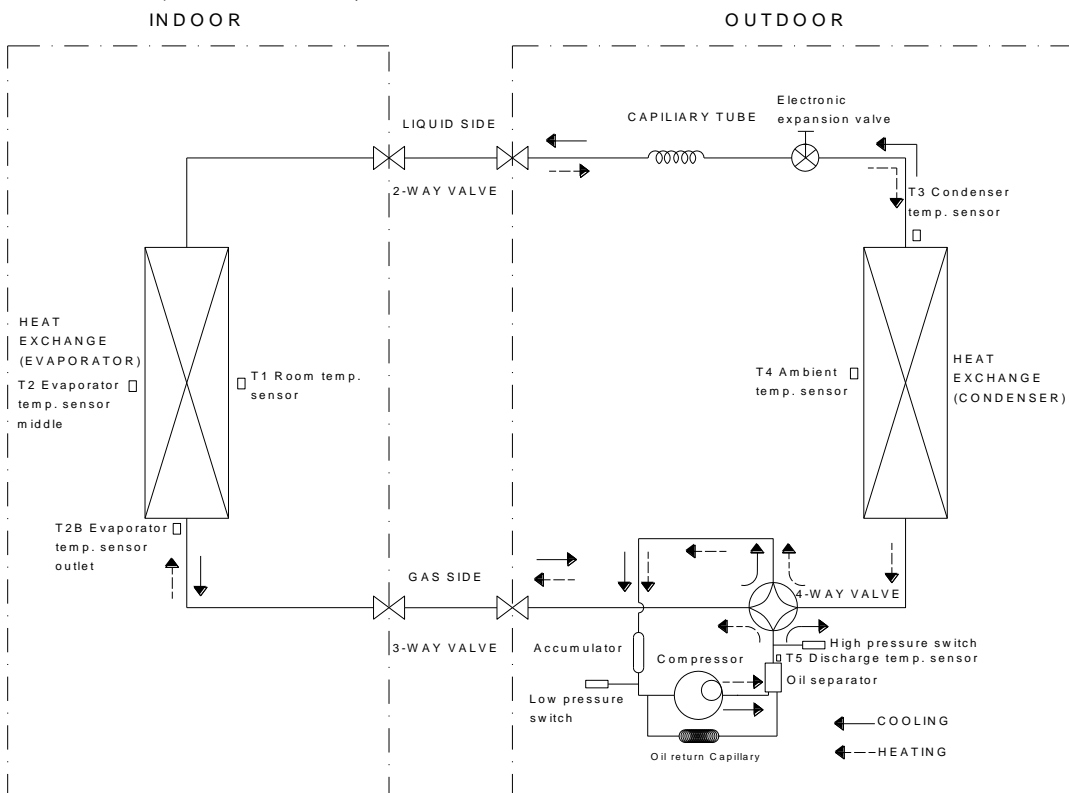 INDOOR
OUTDOOR
LIQUID SIDE
CAPILIARY TUBE
Electronic
expansion valve
2-WAY VALVE
T3 Condenser
temp. sensor
HEAT
EXCHANGE
(EVAPORATOR)
T2 Evaporator
temp. sensor
middle
T1 Room temp.
sensor
T4 Ambient
temp. sensor
HEAT
EXCHANGE
(CONDENSER)
T2B Evaporator
temp. sensor
outlet
GAS SIDE
3-WAY VALVE
4-WAY VALVE
Accumulator
Compressor
High pressure switch
T5 Discharge temp. sensor
Oil separator
Low pressure
switch
Oil return Capillary
COOLING
HEATING